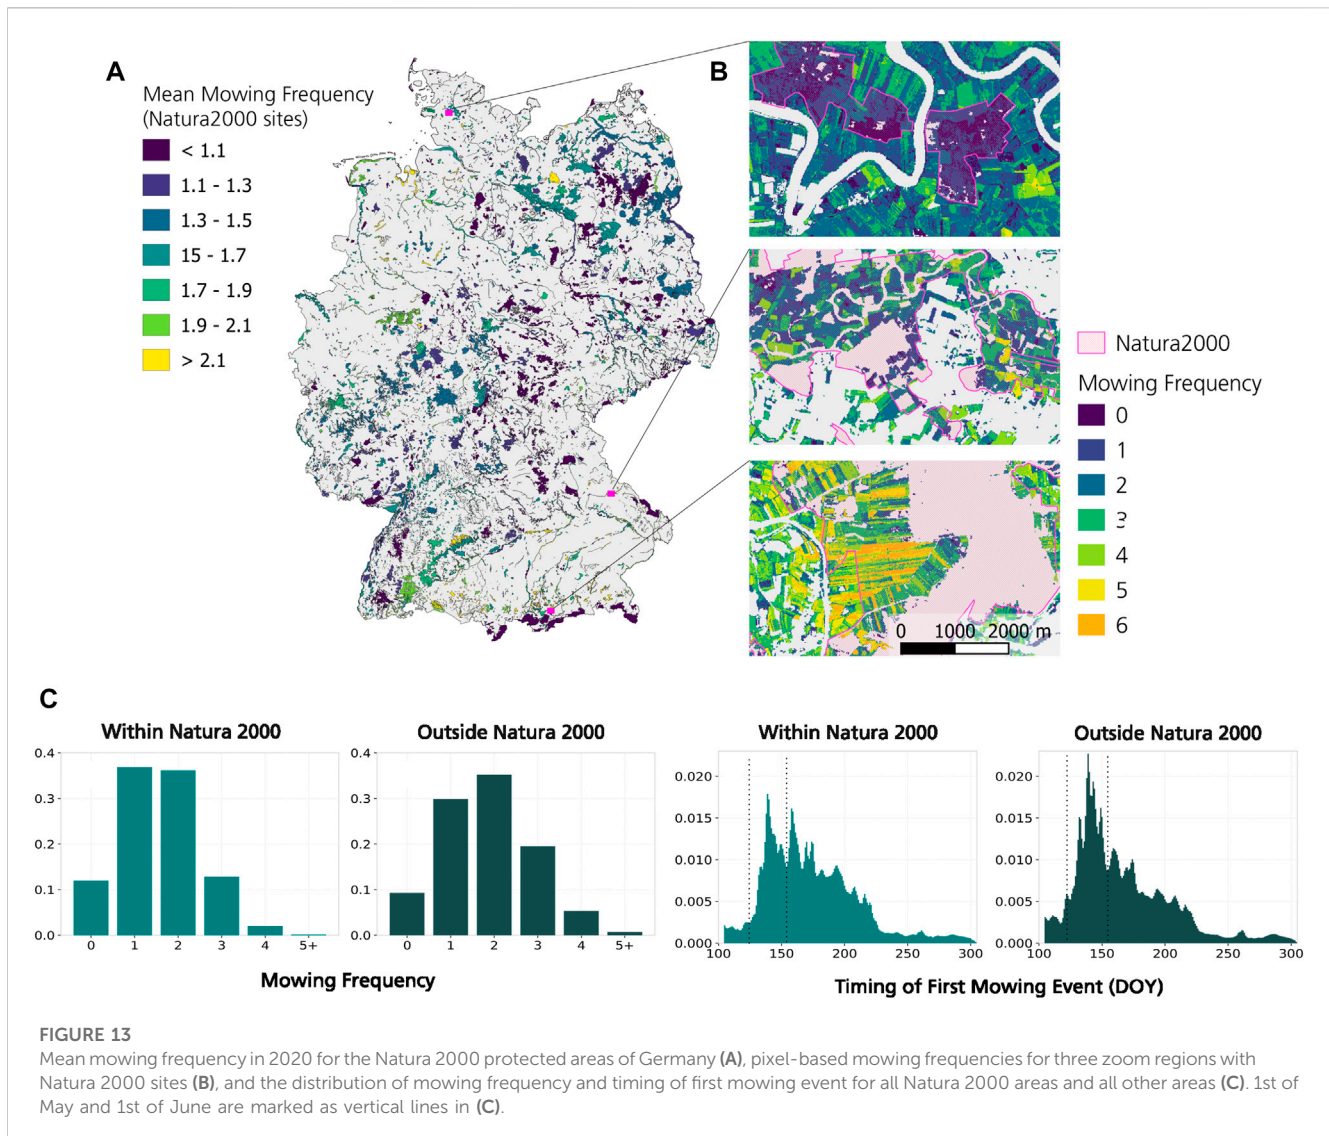 A
Mean Mowing Frequency
(Natura2000 sites)
< 1.1
1.1 - 1.3
1.3 - 1.5
15 - 1.7
1.7 - 1.9
1.9 - 2.1
> 2.1
B
Natura2000
Mowing Frequency
0
1
2
3
4
5
6
0 1000 2000 m
C
Within Natura 2000
0.4
0.3
0.2
0.1
0.0
0 1 2 3 4 5+
Outside Natura 2000
0.4
0.3
0.2
0.1
0.0
0 1 2 3 4 5+
Mowing Frequency
Within Natura 2000
0.020
0.015
0.010
0.005
0.000
100 150 200 250 300
Outside Natura 2000
0.020
0.015
0.010
0.005
0.000
100 150 200 250 300
Timing of First Mowing Event (DOY)
FIGURE 13
Mean mowing frequency in 2020 for the Natura 2000 protected areas of Germany (A), pixel-based mowing frequencies for three zoom regions with
Natura 2000 sites (B), and the distribution of mowing frequency and timing of first mowing event for all Natura 2000 areas and all other areas (C). 1st of
May and 1st of June are marked as vertical lines in (C).